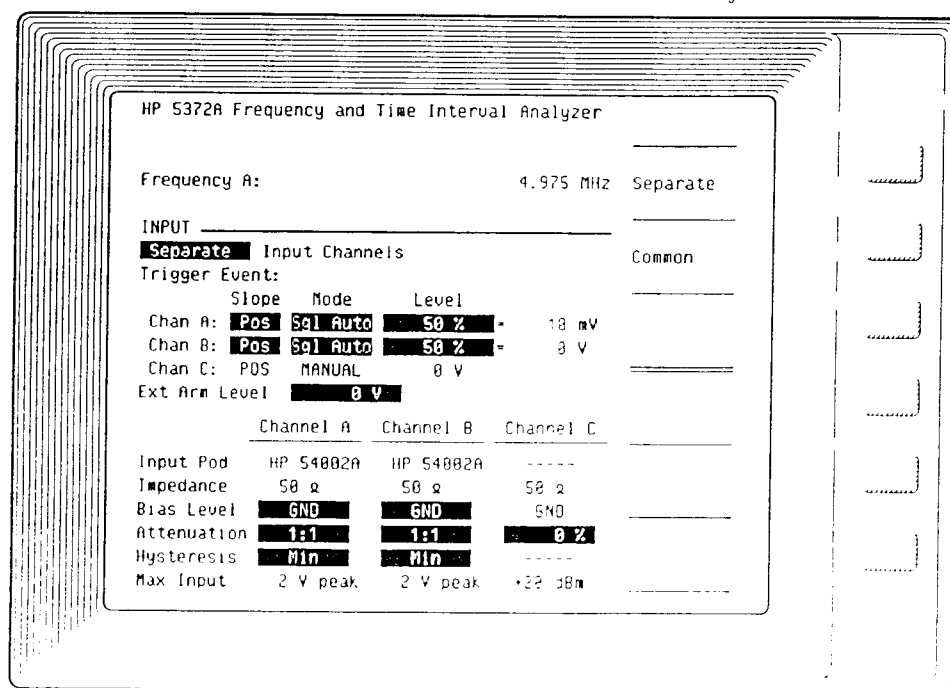 HP 5372A Frequency and Time Interval Analyzer
Frequency A: 4.975 MHz
Separate
INPUT
Separate Input Channels
Common
Trigger Event:
Slope Mode Level
Chan A: Pos Sgl Auto 50 % = 18 mV
Chan B: Pos Sgl Auto 50 % = 0 V
Chan C: POS MANUAL 0 V
Ext Arm Level 0 V
Channel A Channel B Channel C
Input Pod HP 54002A HP 54002A -----
Impedance 50 Ω 50 Ω 50 Ω
Bias Level GND GND GND
Attenuation 1:1 1:1 0 %
Hysteresis Min Min -----
Max Input 2 V peak 2 V peak +20 dBm